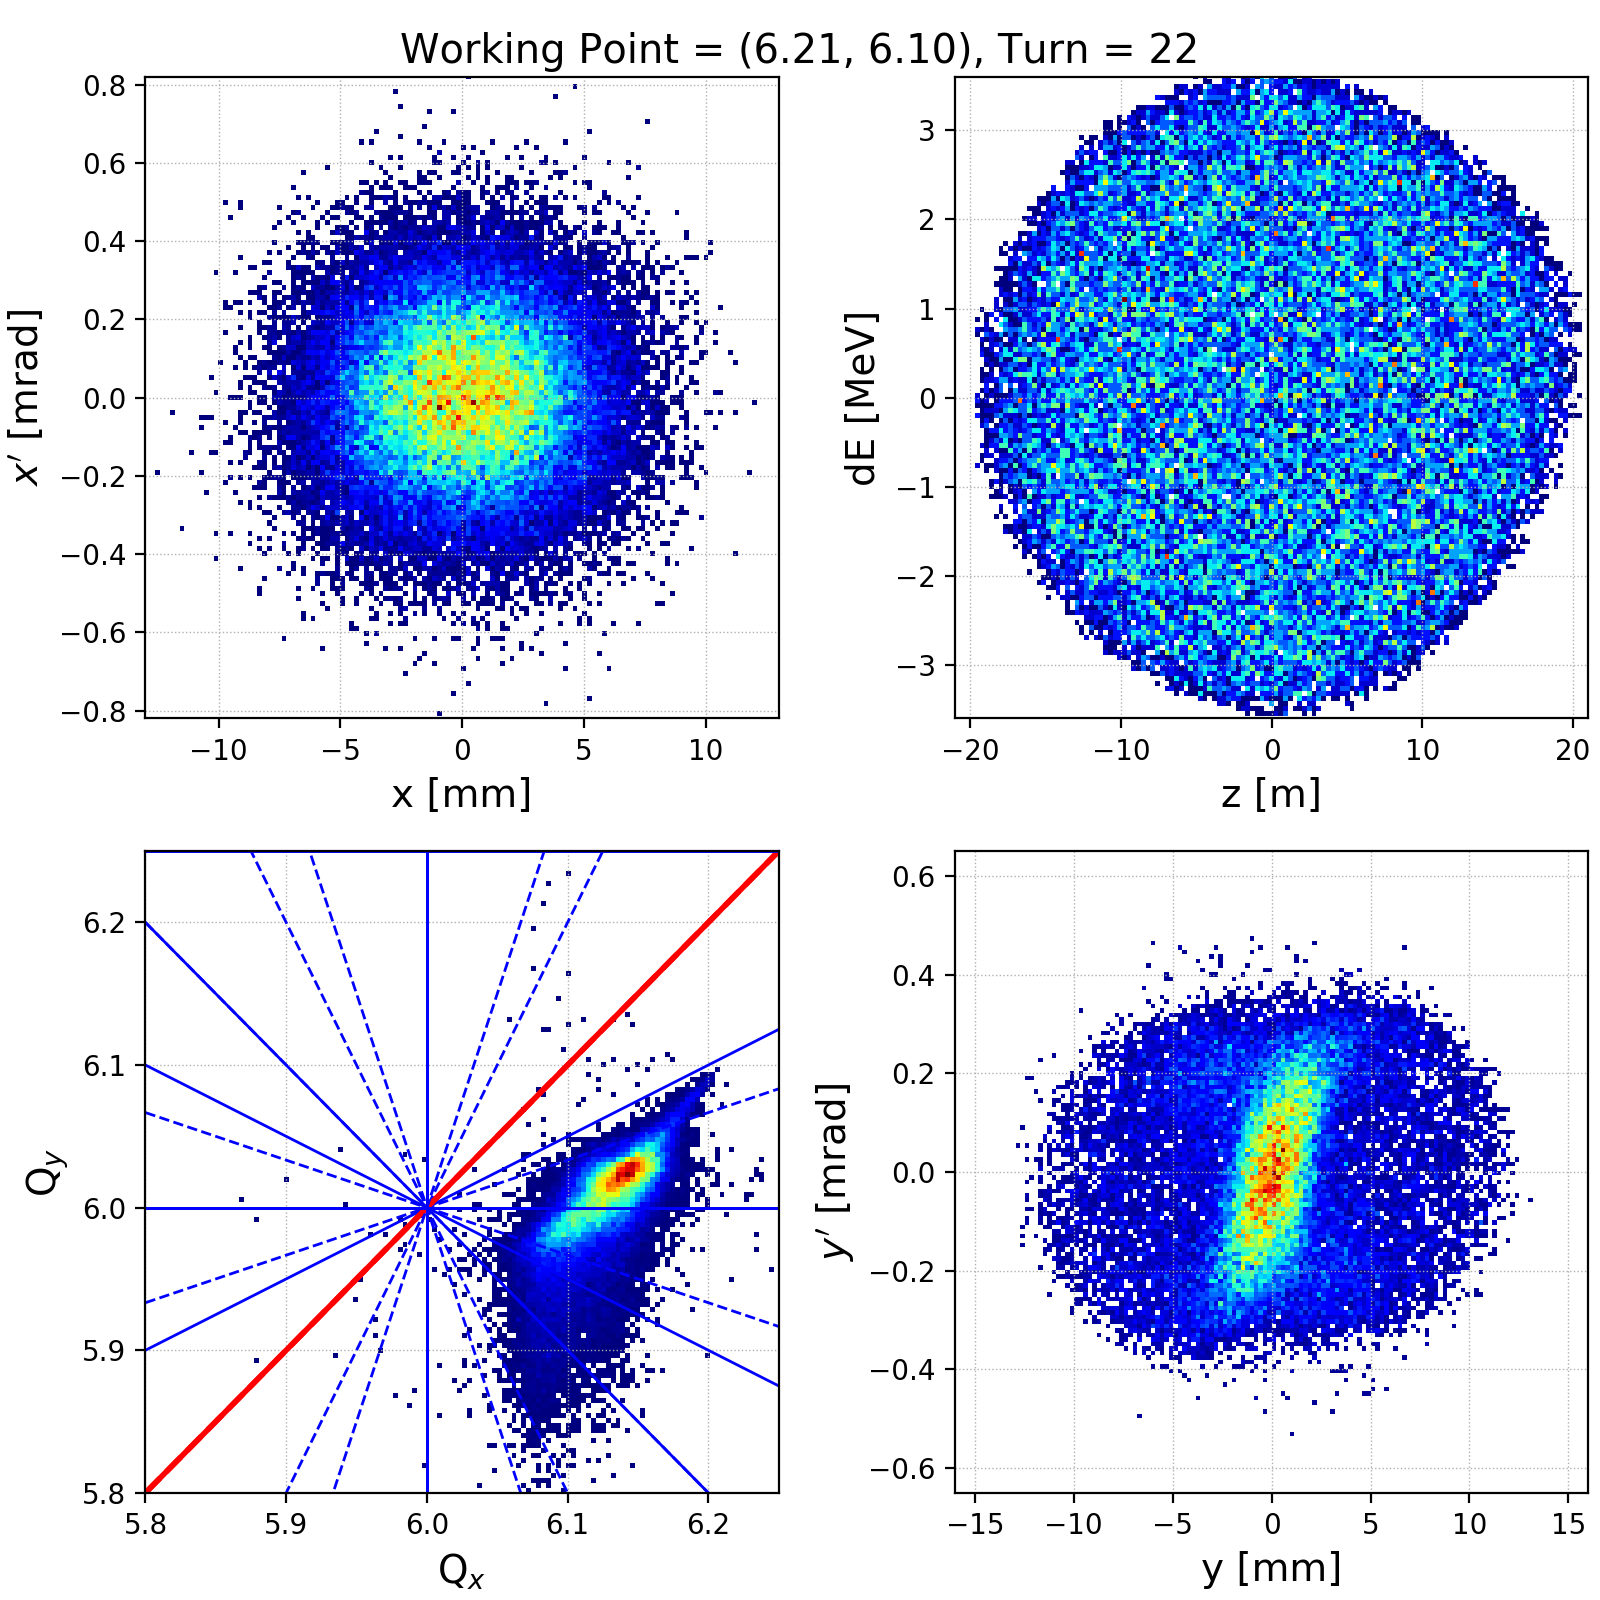 Working Point = (6.21, 6.10), Turn = 22
0.8
0.6
0.4
0.2
0.0
−0.2
−0.4
−0.6
−0.8
x′ [mrad]
−10 −5 0 5 10
x [mm]
3
2
1
0
−1
−2
−3
dE [MeV]
−20 −10 0 10 20
z [m]
6.2
6.1
6.0
5.9
5.8
Qy
5.8 5.9 6.0 6.1 6.2
Qx
0.6
0.4
0.2
0.0
−0.2
−0.4
−0.6
y′ [mrad]
−15 −10 −5 0 5 10 15
y [mm]